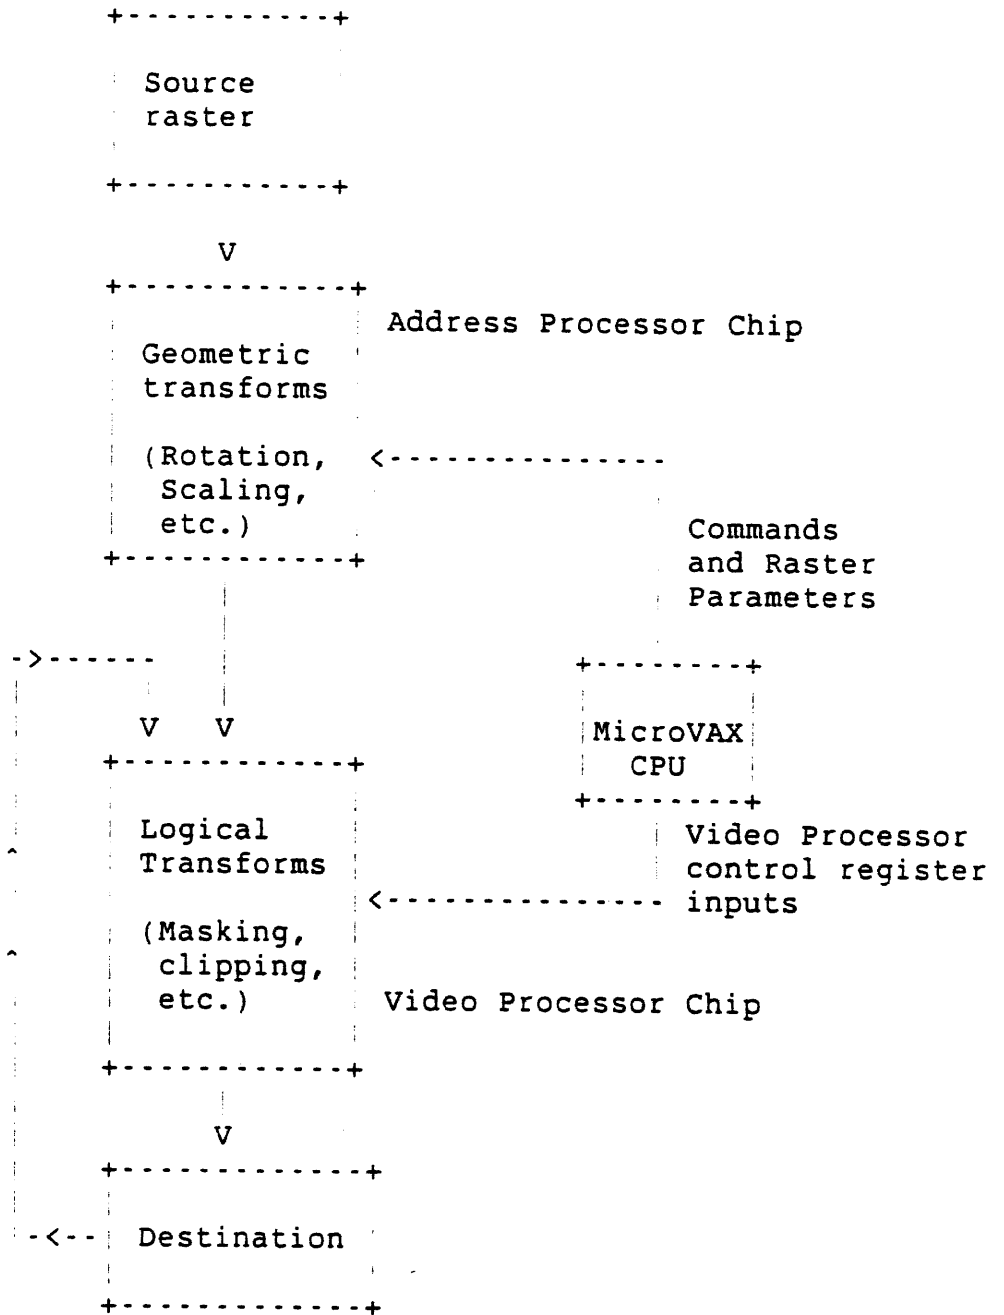 Source
raster
V
Address Processor Chip
Geometric
transforms
(Rotation,
Scaling,
etc.)
Commands
and Raster
Parameters
V V
MicroVAX
CPU
Logical
Transforms
(Masking,
clipping,
etc.)
Video Processor
control register
inputs
Video Processor Chip
V
Destination